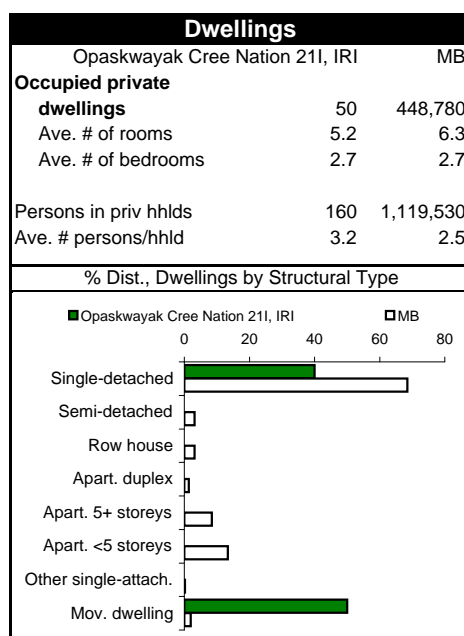 Dwellings
Opaskwayak Cree Nation 21I, IRI MB
Occupied private
dwellings 50 448,780
Ave. # of rooms 5.2 6.3
Ave. # of bedrooms 2.7 2.7
Persons in priv hhlds 160 1,119,530
Ave. # persons/hhld 3.2 2.5
% Dist., Dwellings by Structural Type
Opaskwayak Cree Nation 21I, IRI MB
0 20 40 60 80
Single-detached
Semi-detached
Row house
Apart. duplex
Apart. 5+ storeys
Apart. <5 storeys
Other single-attach.
Mov. dwelling